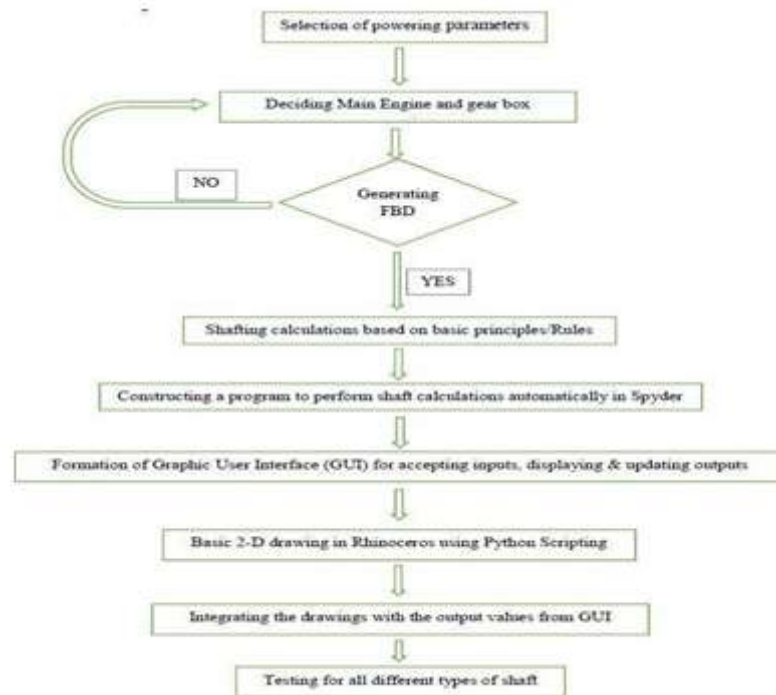 Selection of powering parameters
Deciding Main Engine and gear box
NO
Generating
FBD
YES
Shafting calculations based on basic principles/Rules
Constructing a program to perform shaft calculations automatically in Spyder
Formation of Graphic User Interface (GUI) for accepting inputs, displaying & updating outputs
Basic 2-D drawing in Rhinoceros using Python Scripting
Integrating the drawings with the output values from GUI
Testing for all different types of shaft